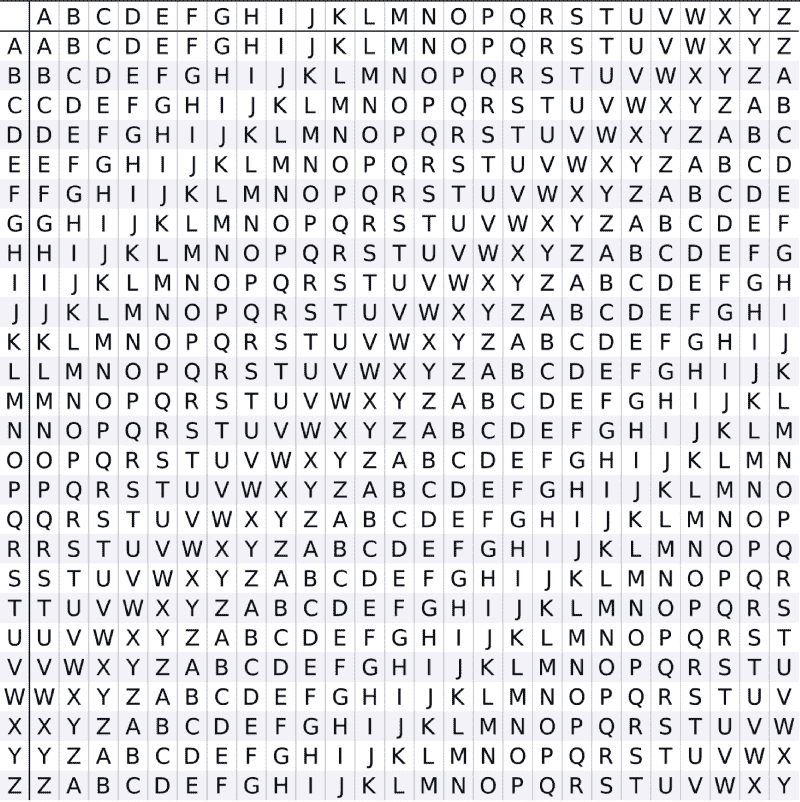 A B C D E F G H I J K L M N O P Q R S T U V W X Y Z
A A B C D E F G H I J K L M N O P Q R S T U V W X Y Z
B B C D E F G H I J K L M N O P Q R S T U V W X Y Z A
C C D E F G H I J K L M N O P Q R S T U V W X Y Z A B
D D E F G H I J K L M N O P Q R S T U V W X Y Z A B C
E E F G H I J K L M N O P Q R S T U V W X Y Z A B C D
F F G H I J K L M N O P Q R S T U V W X Y Z A B C D E
G G H I J K L M N O P Q R S T U V W X Y Z A B C D E F
H H I J K L M N O P Q R S T U V W X Y Z A B C D E F G
I I J K L M N O P Q R S T U V W X Y Z A B C D E F G H
J J K L M N O P Q R S T U V W X Y Z A B C D E F G H I
K K L M N O P Q R S T U V W X Y Z A B C D E F G H I J
L L M N O P Q R S T U V W X Y Z A B C D E F G H I J K
M M N O P Q R S T U V W X Y Z A B C D E F G H I J K L
N N O P Q R S T U V W X Y Z A B C D E F G H I J K L M
O O P Q R S T U V W X Y Z A B C D E F G H I J K L M N
P P Q R S T U V W X Y Z A B C D E F G H I J K L M N O
Q Q R S T U V W X Y Z A B C D E F G H I J K L M N O P
R R S T U V W X Y Z A B C D E F G H I J K L M N O P Q
S S T U V W X Y Z A B C D E F G H I J K L M N O P Q R
T T U V W X Y Z A B C D E F G H I J K L M N O P Q R S
U U V W X Y Z A B C D E F G H I J K L M N O P Q R S T
V V W X Y Z A B C D E F G H I J K L M N O P Q R S T U
W W X Y Z A B C D E F G H I J K L M N O P Q R S T U V
X X Y Z A B C D E F G H I J K L M N O P Q R S T U V W
Y Y Z A B C D E F G H I J K L M N O P Q R S T U V W X
Z Z A B C D E F G H I J K L M N O P Q R S T U V W X Y